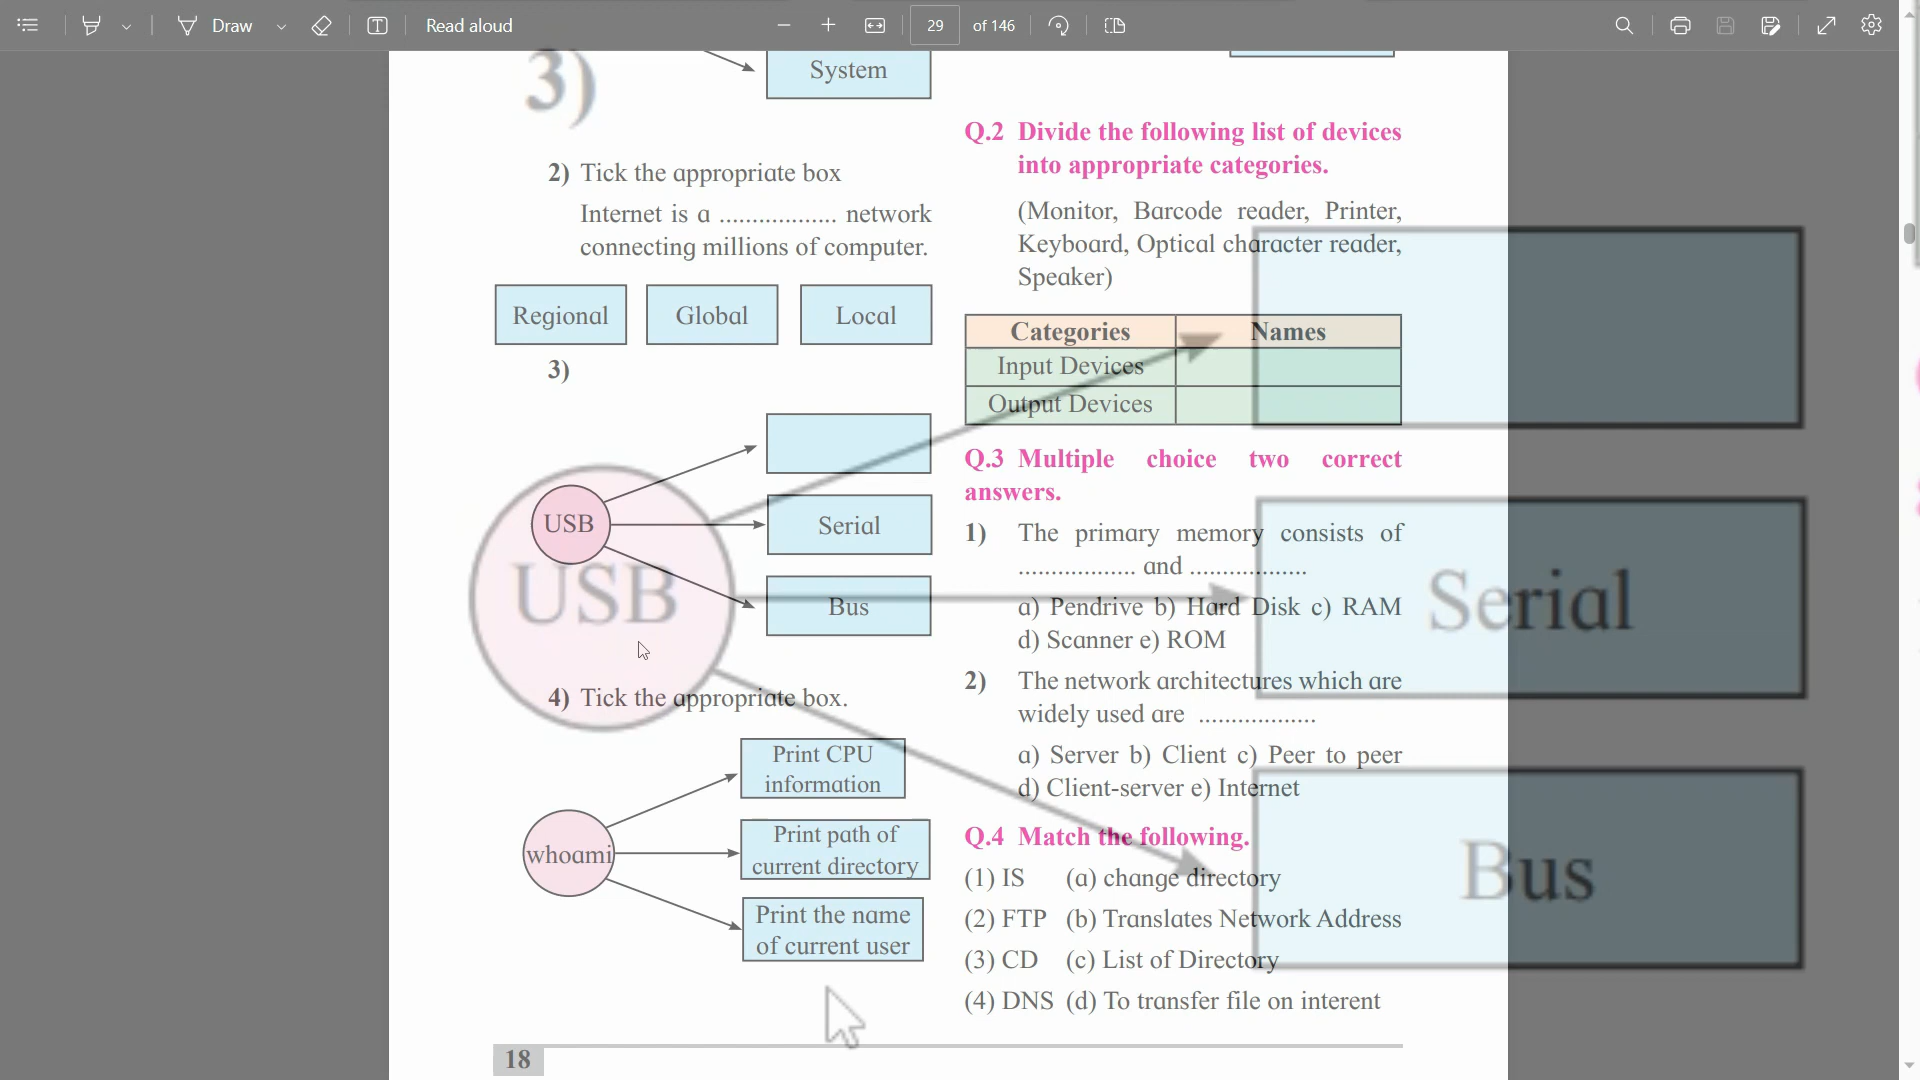 Draw
Read aloud
29
of 146
3)
System
2) Tick the appropriate box
Internet is a .................. network
connecting millions of computer.
Regional
Global
Local
3)
USB
Serial
Bus
USB
Serial
Bus
4) Tick the appropriate box.
whoami
Print CPU
information
Print path of
current directory
Print the name
of current user
18
Q.2 Divide the following list of devices
into appropriate categories.
(Monitor, Barcode reader, Printer,
Keyboard, Optical character reader,
Speaker)
Categories Names
Input Devices
Output Devices
Q.3 Multiple choice two correct
answers.
1) The primary memory consists of
.................. and ..................
a) Pendrive b) Hard Disk c) RAM
d) Scanner e) ROM
2) The network architectures which are
widely used are ..................
a) Server b) Client c) Peer to peer
d) Client-server e) Internet
Q.4 Match the following.
(1) IS (a) change directory
(2) FTP (b) Translates Network Address
(3) CD (c) List of Directory
(4) DNS (d) To transfer file on interent